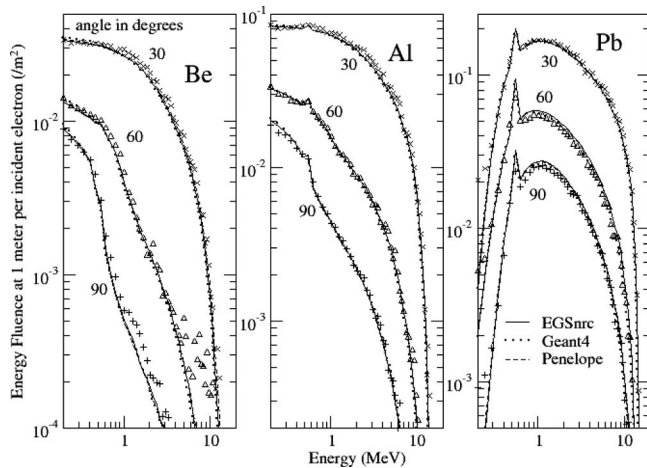 Energy Fluence at 1 meter per incident electron (/m²)
angle in degrees
Be
30
60
90
10⁻²
10⁻³
10⁻⁴
1
10
Al
30
60
90
10⁻¹
10⁻²
10⁻³
1
10
Pb
30
60
90
10⁻¹
10⁻²
10⁻³
1
10
EGSnrc
Geant4
Penelope
Energy (MeV)